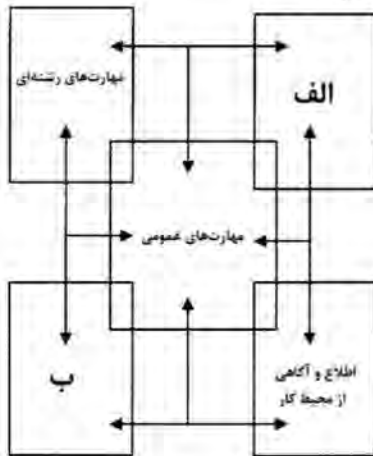 الف
مهارت‌های رشته‌ای
مهارت‌های عمومی
ب
اطلاع و آگاهی
از محیط کار